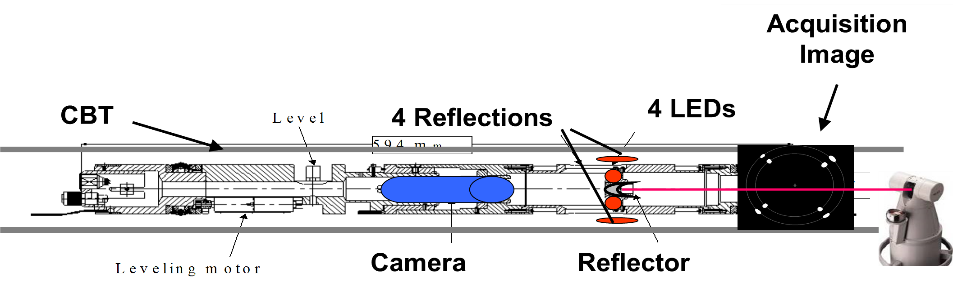 Acquisition
Image
CBT
Level
4 Reflections
4 LEDs
594 mm
Leveling motor
Camera
Reflector